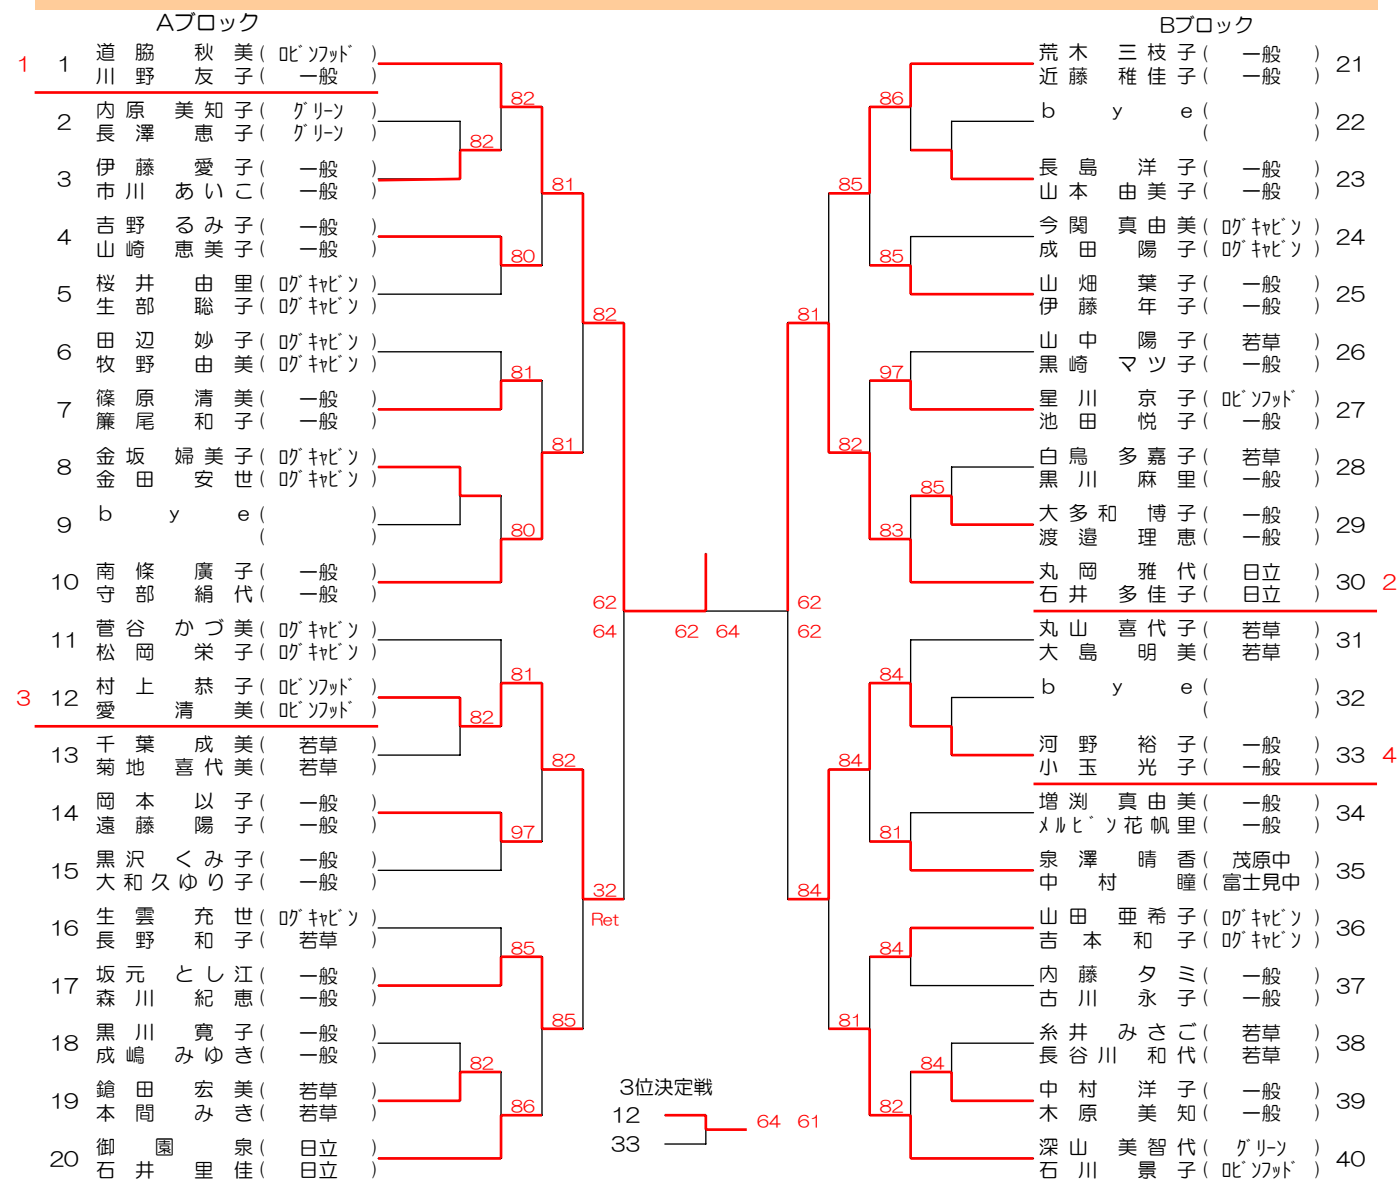 Aブロック
1 1 道脇 秋美 ( ロビンフッド )
川野 友子 ( 一般 )
2 内原 美知子 ( グリーン )
長澤 恵子 ( グリーン )
3 伊藤 愛子 ( 一般 )
市川 あいこ ( 一般 )
4 吉野 るみ子 ( 一般 )
山崎 恵美子 ( 一般 )
5 桜井 由里 ( ログキャビン )
生部 聡子 ( ログキャビン )
6 田辺 妙子 ( ログキャビン )
牧野 由美 ( ログキャビン )
7 篠原 清美 ( 一般 )
簾尾 和子 ( 一般 )
8 金坂 婦美子 ( ログキャビン )
金田 安世 ( ログキャビン )
9 bye ( )
( )
10 南條 廣子 ( 一般 )
守部 絹代 ( 一般 )
11 菅谷 かづ美 ( ログキャビン )
松岡 栄子 ( ログキャビン )
3 12 村上 恭子 ( ロビンフッド )
愛 清美 ( ロビンフッド )
13 千葉 成美 ( 若草 )
菊地 喜代美 ( 若草 )
14 岡本 以子 ( 一般 )
遠藤 陽子 ( 一般 )
15 黒沢 くみ子 ( 一般 )
大和久ゆり子 ( 一般 )
16 生雲 充世 ( ログキャビン )
長野 和子 ( 若草 )
17 坂元 とし江 ( 一般 )
森川 紀恵 ( 一般 )
18 黒川 寛子 ( 一般 )
成嶋 みゆき ( 一般 )
19 鎗田 宏美 ( 若草 )
本間 みき ( 若草 )
20 御園 泉 ( 日立 )
石井 里佳 ( 日立 )
82
82
81
80
82
81
81
80
62
64
81
82
82
97
32
Ret
85
85
82
86
62 64
3位決定戦
12
33
64 61
Bブロック
荒木 三枝子 ( 一般 ) 21
近藤 稚佳子 ( 一般 )
bye ( ) 22
( )
長島 洋子 ( 一般 ) 23
山本 由美子 ( 一般 )
今関 真由美 ( ログキャビン ) 24
成田 陽子 ( ログキャビン )
山畑 葉子 ( 一般 ) 25
伊藤 年子 ( 一般 )
山中 陽子 ( 若草 ) 26
黒崎 マツ子 ( 一般 )
星川 京子 ( ロビンフッド ) 27
池田 悦子 ( 一般 )
白鳥 多嘉子 ( 若草 ) 28
黒川 麻里 ( 一般 )
大多和 博子 ( 一般 ) 29
渡邉 理恵 ( 一般 )
丸岡 雅代 ( 日立 ) 30 2
石井 多佳子 ( 日立 )
丸山 喜代子 ( 若草 ) 31
大島 明美 ( 若草 )
bye ( ) 32
( )
河野 裕子 ( 一般 ) 33 4
小玉 光子 ( 一般 )
増渕 真由美 ( 一般 ) 34
メルビン花帆里 ( 一般 )
泉澤 晴香 ( 茂原中 ) 35
中村 瞳 ( 富士見中 )
山田 亜希子 ( ログキャビン ) 36
吉本 和子 ( ログキャビン )
内藤 夕ミ ( 一般 ) 37
古川 永子 ( 一般 )
糸井 みさご ( 若草 ) 38
長谷川 和代 ( 若草 )
中村 洋子 ( 一般 ) 39
木原 美知 ( 一般 )
深山 美智代 ( グリーン ) 40
石川 景子 ( ロビンフッド )
86
85
85
81
97
82
85
83
62
62
84
84
81
84
84
81
84
82